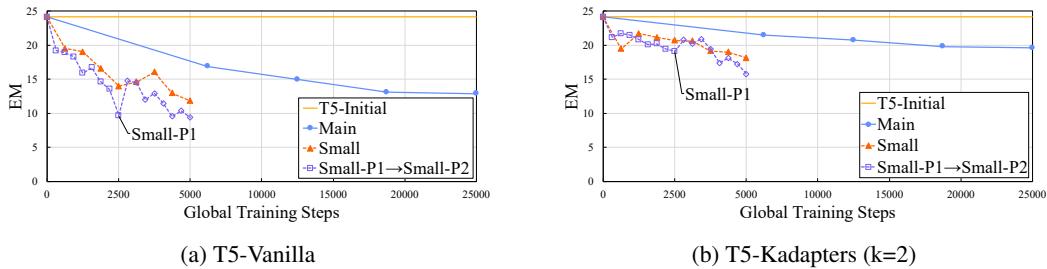 30
25
20
15
10
5
0
EM
0
2500
5000
10000
15000
20000
25000
Global Training Steps
Small-P1
T5-Initial
Main
Small
Small-P1→Small-P2
(a) T5-Vanilla
30
25
20
15
10
5
0
EM
0
2500
5000
10000
15000
20000
25000
Global Training Steps
Small-P1
T5-Initial
Main
Small
Small-P1→Small-P2
(b) T5-Kadapters (k=2)